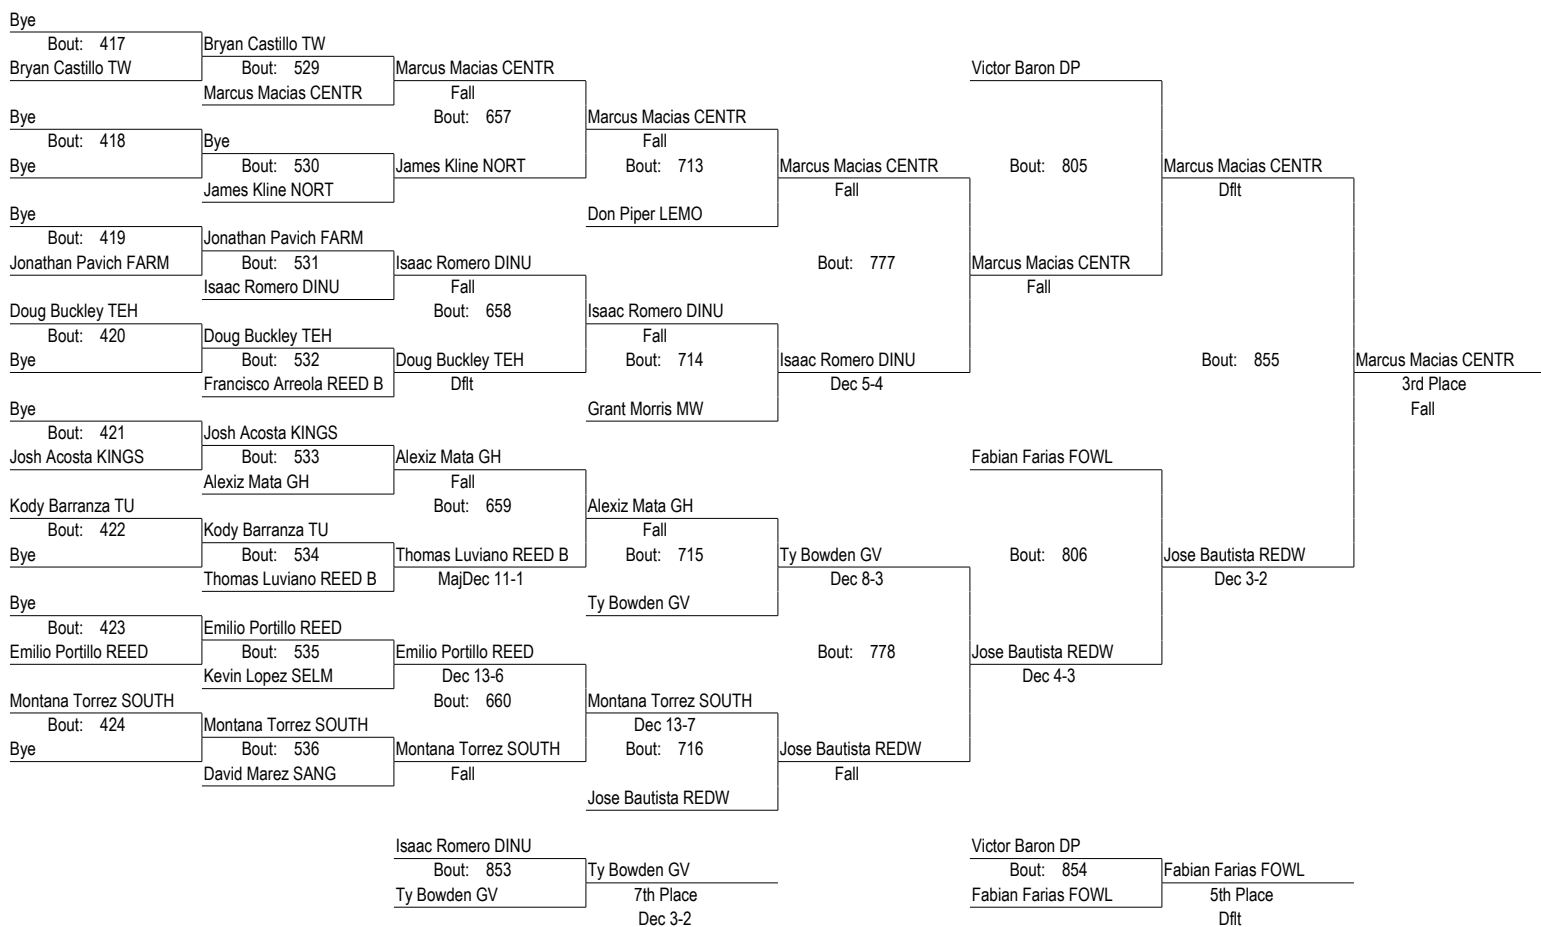 Bye
Bout: 417 Bryan Castillo TW
Bryan Castillo TW Bout: 529 Marcus Macias CENTR Victor Baron DP
Marcus Macias CENTR Fall
Bye Bout: 657 Marcus Macias CENTR
Bout: 418 Bye Fall
Bye Bout: 530 James Kline NORT Bout: 713 Marcus Macias CENTR Bout: 805 Marcus Macias CENTR
James Kline NORT Fall Dflt
Bye Don Piper LEMO
Bout: 419 Jonathan Pavich FARM
Jonathan Pavich FARM Bout: 531 Isaac Romero DINU Bout: 777 Marcus Macias CENTR
Isaac Romero DINU Fall Fall
Doug Buckley TEH Bout: 658 Isaac Romero DINU
Bout: 420 Doug Buckley TEH Fall
Bye Bout: 532 Doug Buckley TEH Bout: 714 Isaac Romero DINU Bout: 855 Marcus Macias CENTR
Francisco Arreola REED B Dflt Dec 5-4 3rd Place
Bye Grant Morris MW Fall
Bout: 421 Josh Acosta KINGS
Josh Acosta KINGS Bout: 533 Alexiz Mata GH Fabian Farias FOWL
Alexiz Mata GH Fall
Kody Barranza TU Bout: 659 Alexiz Mata GH
Bout: 422 Kody Barranza TU Fall
Bye Bout: 534 Thomas Luviano REED B Bout: 715 Ty Bowden GV Bout: 806 Jose Bautista REDW
Thomas Luviano REED B MajDec 11-1 Dec 8-3 Dec 3-2
Bye Ty Bowden GV
Bout: 423 Emilio Portillo REED
Emilio Portillo REED Bout: 535 Emilio Portillo REED Bout: 778 Jose Bautista REDW
Kevin Lopez SELM Dec 13-6 Dec 4-3
Montana Torrez SOUTH Bout: 660 Montana Torrez SOUTH
Bout: 424 Montana Torrez SOUTH Dec 13-7
Bye Bout: 536 Montana Torrez SOUTH Bout: 716 Jose Bautista REDW
David Marez SANG Fall Fall
Jose Bautista REDW
Isaac Romero DINU Victor Baron DP
Bout: 853 Ty Bowden GV Bout: 854 Fabian Farias FOWL
Ty Bowden GV 7th Place Fabian Farias FOWL 5th Place
Dec 3-2 Dflt